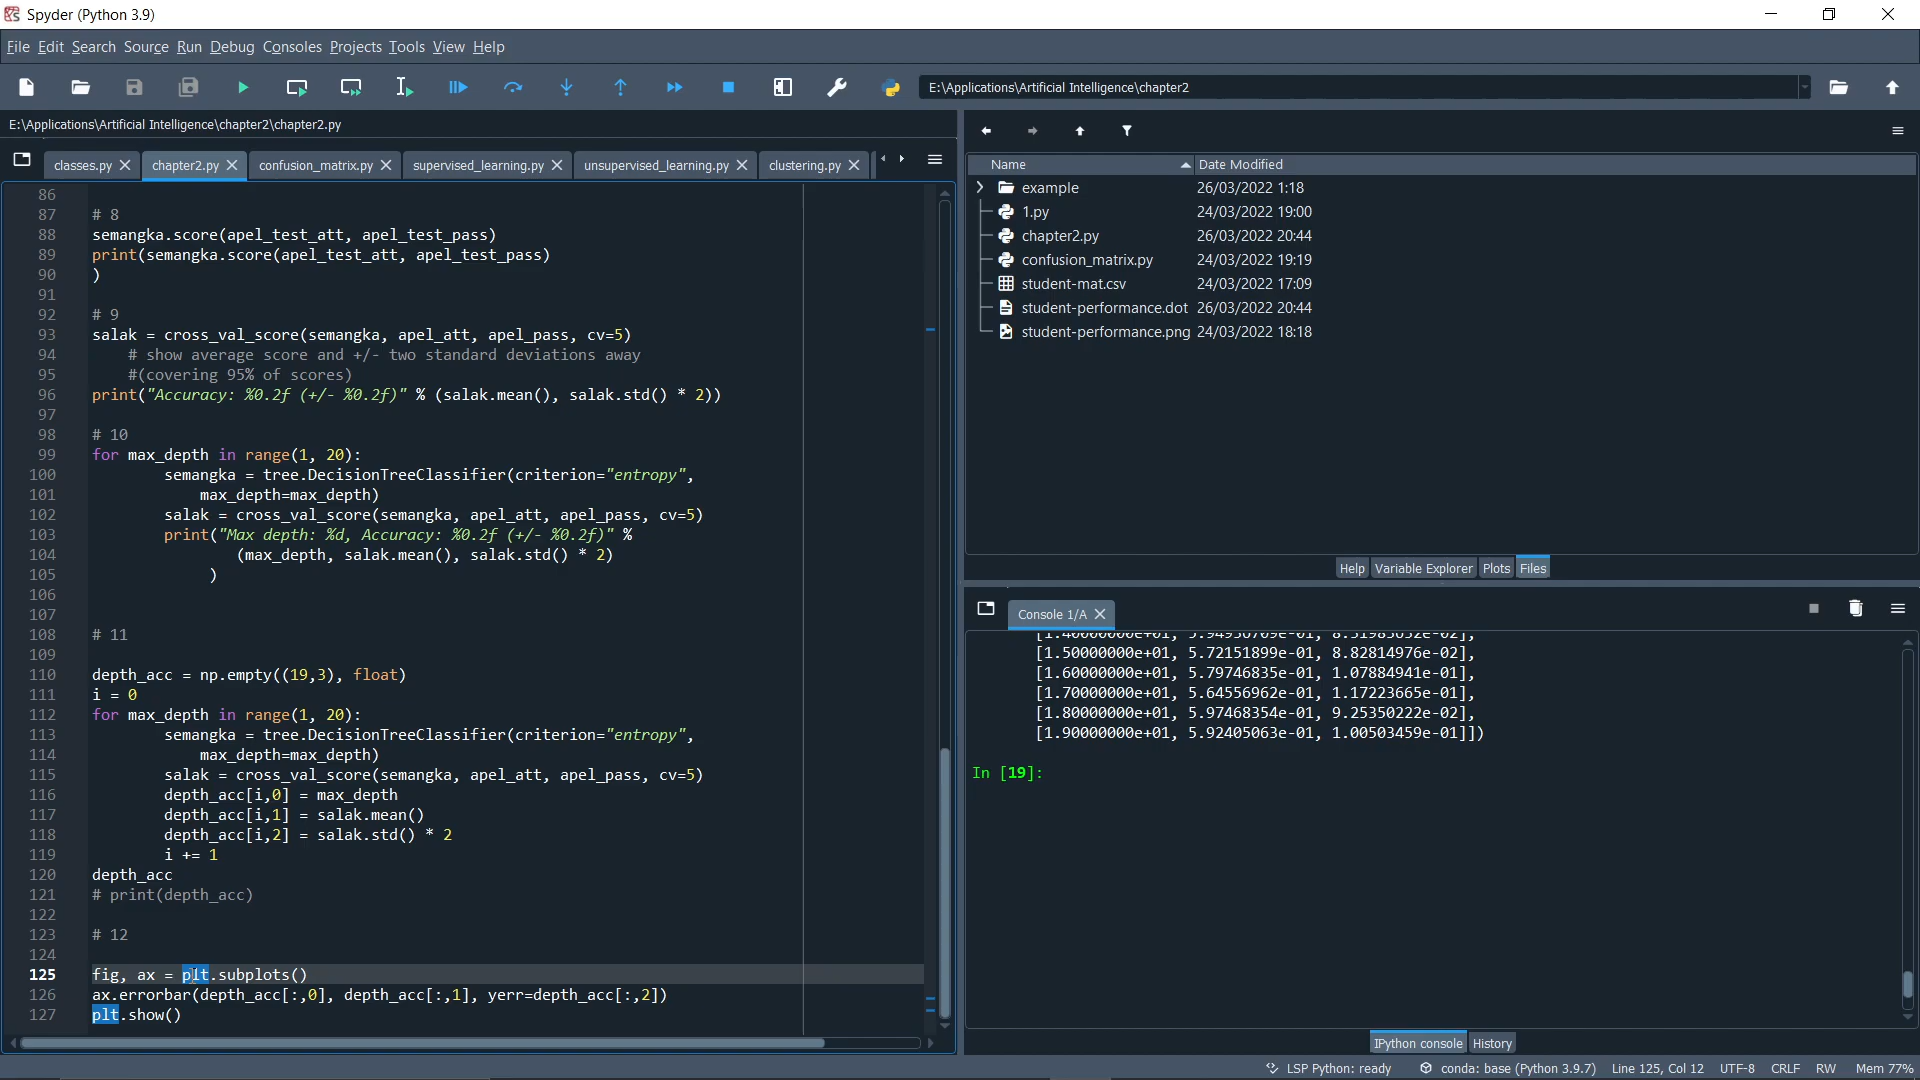 Spyder (Python 3.9)
File Edit Search Source Run Debug Consoles Projects Tools View Help
E:\Applications\Artificial Intelligence\chapter2
E:\Applications\Artificial Intelligence\chapter2\chapter2.py
classes.py chapter2.py confusion_matrix.py supervised_learning.py unsupervised_learning.py clustering.py
86
87 # 8
88 semangka.score(apel_test_att, apel_test_pass)
89 print(semangka.score(apel_test_att, apel_test_pass)
90 )
91
92 # 9
93 salak = cross_val_score(semangka, apel_att, apel_pass, cv=5)
94 # show average score and +/- two standard deviations away
95 #(covering 95% of scores)
96 print("Accuracy: %0.2f (+/- %0.2f)" % (salak.mean(), salak.std() * 2))
97
98 # 10
99 for max_depth in range(1, 20):
100 semangka = tree.DecisionTreeClassifier(criterion="entropy",
101 max_depth=max_depth)
102 salak = cross_val_score(semangka, apel_att, apel_pass, cv=5)
103 print("Max depth: %d, Accuracy: %0.2f (+/- %0.2f)" %
104 (max_depth, salak.mean(), salak.std() * 2)
105 )
106
107
108 # 11
109
110 depth_acc = np.empty((19,3), float)
111 i = 0
112 for max_depth in range(1, 20):
113 semangka = tree.DecisionTreeClassifier(criterion="entropy",
114 max_depth=max_depth)
115 salak = cross_val_score(semangka, apel_att, apel_pass, cv=5)
116 depth_acc[i,0] = max_depth
117 depth_acc[i,1] = salak.mean()
118 depth_acc[i,2] = salak.std() * 2
119 i += 1
120 depth_acc
121 # print(depth_acc)
122
123 # 12
124
125 fig, ax = plt.subplots()
126 ax.errorbar(depth_acc[:,0], depth_acc[:,1], yerr=depth_acc[:,2])
127 plt.show()
Name Date Modified
example 26/03/2022 1:18
1.py 24/03/2022 19:00
chapter2.py 26/03/2022 20:44
confusion_matrix.py 24/03/2022 19:19
student-mat.csv 24/03/2022 17:09
student-performance.dot 26/03/2022 20:44
student-performance.png 24/03/2022 18:18
Help Variable Explorer Plots Files
Console 1/A
[1.50000000e+01, 5.72151899e-01, 8.82814976e-02],
[1.60000000e+01, 5.79746835e-01, 1.07884941e-01],
[1.70000000e+01, 5.64556962e-01, 1.17223665e-01],
[1.80000000e+01, 5.97468354e-01, 9.25350222e-02],
[1.90000000e+01, 5.92405063e-01, 1.00503459e-01]])
In [19]:
IPython console History
LSP Python: ready conda: base (Python 3.9.7) Line 125, Col 12 UTF-8 CRLF RW Mem 77%